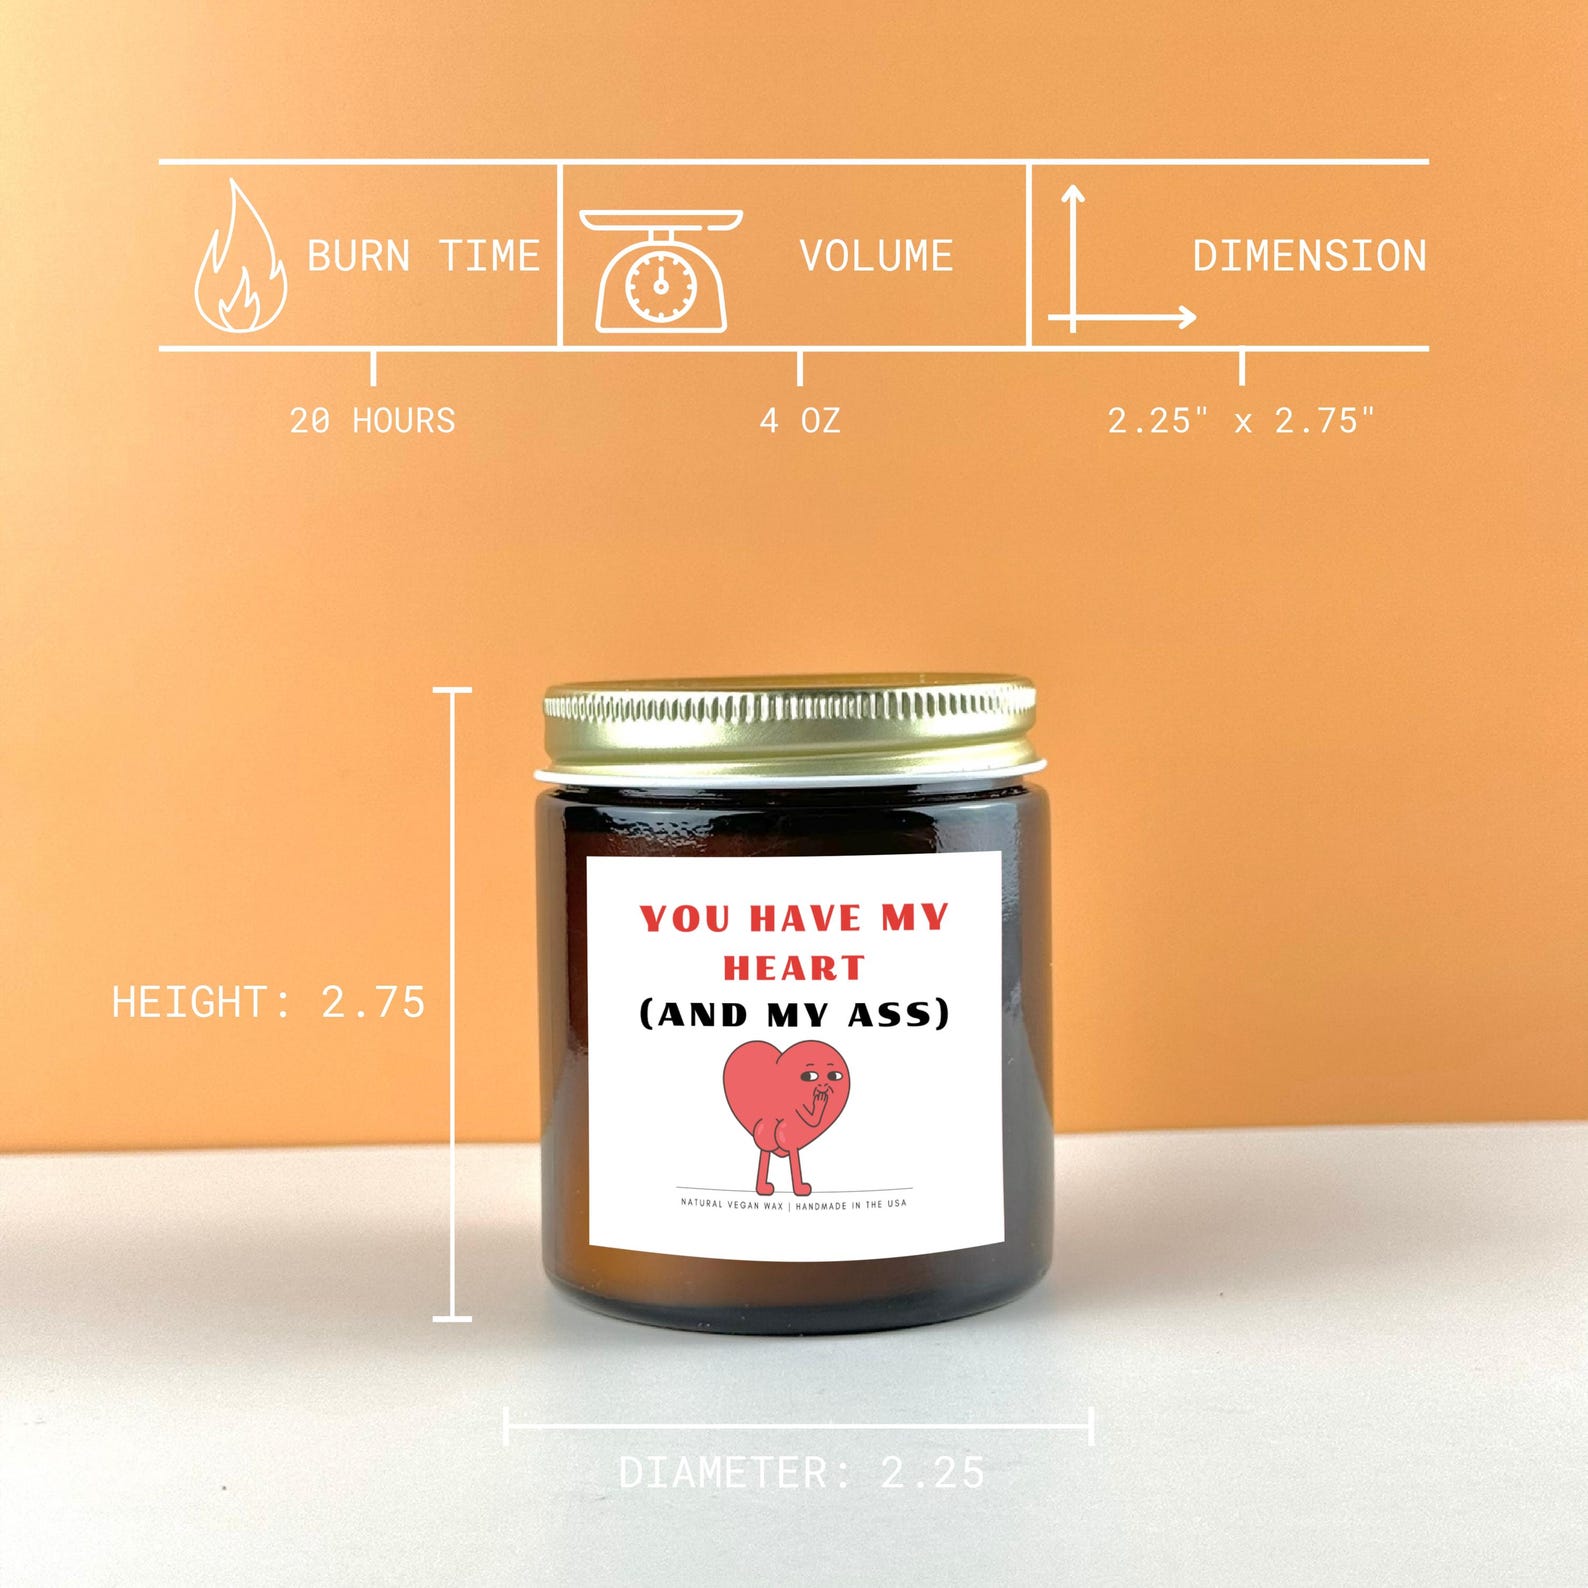 BURN TIME
VOLUME
DIMENSION
20 HOURS
4 OZ
2.25" x 2.75"
YOU HAVE MY
HEART
(AND MY ASS)
NATURAL VEGAN WAX | HANDMADE IN THE USA
HEIGHT: 2.75
DIAMETER: 2.25